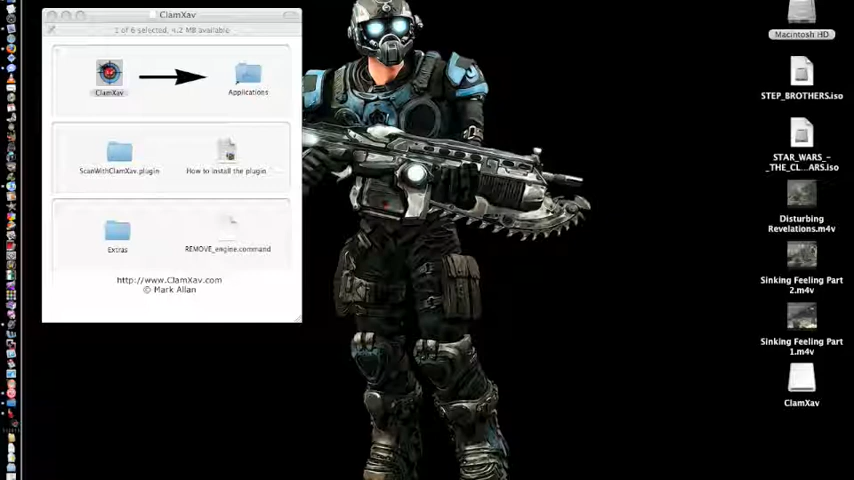 ClamXav
1 of 6 selected, 4.2 MB available
ClamXav
Applications
ScanWithClamXav.plugin
How to install the plugin
Extras
REMOVE_engine.command
http://www.ClamXav.com
© Mark Allan
Macintosh HD
STEP_BROTHERS.iso
STAR_WARS_-
_THE_CL...ARS.iso
Disturbing
Revelations.m4v
Sinking Feeling Part
2.m4v
Sinking Feeling Part
1.m4v
ClamXav